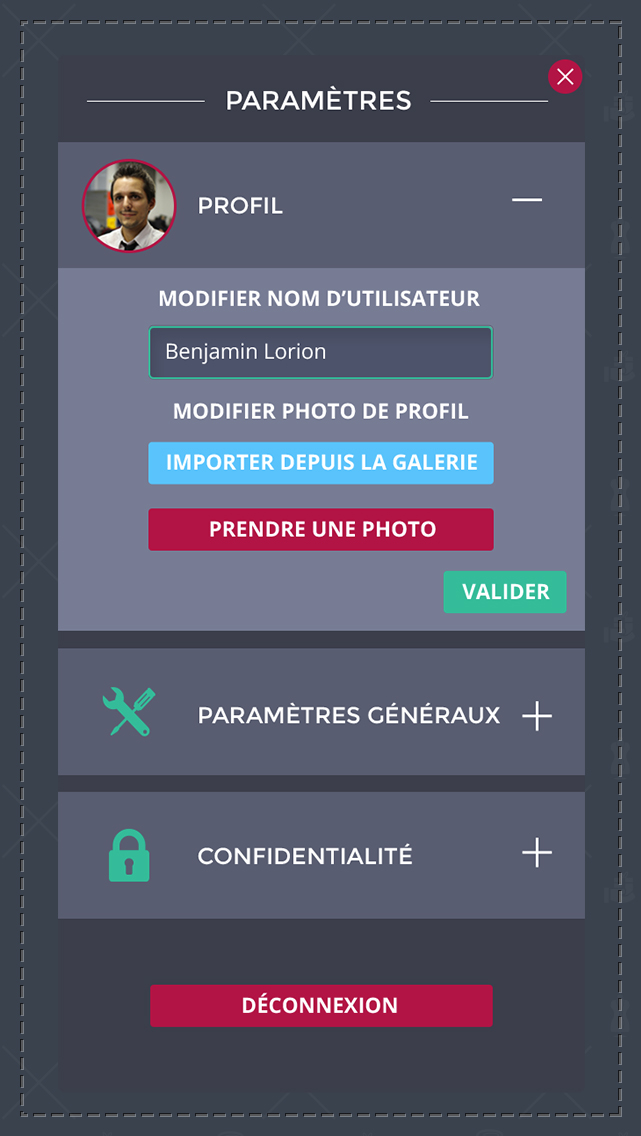 PARAMÈTRES
PROFIL
MODIFIER NOM D’UTILISATEUR
Benjamin Lorion
MODIFIER PHOTO DE PROFIL
IMPORTER DEPUIS LA GALERIE
PRENDRE UNE PHOTO
VALIDER
PARAMÈTRES GÉNÉRAUX
CONFIDENTIALITÉ
DÉCONNEXION